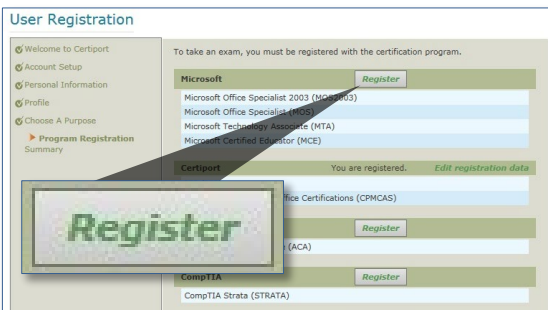 User Registration
Welcome to Certiport
Account Setup
Personal Information
Profile
Choose A Purpose
Program Registration
Summary
To take an exam, you must be registered with the certification program.
Microsoft Register
Microsoft Office Specialist 2003 (MOS2003)
Microsoft Office Specialist (MOS)
Microsoft Technology Associate (MTA)
Microsoft Certified Educator (MCE)
Certiport You are registered. Edit registration data
ffice Certifications (CPMCAS)
Register
Register
(ACA)
CompTIA Register
CompTIA Strata (STRATA)